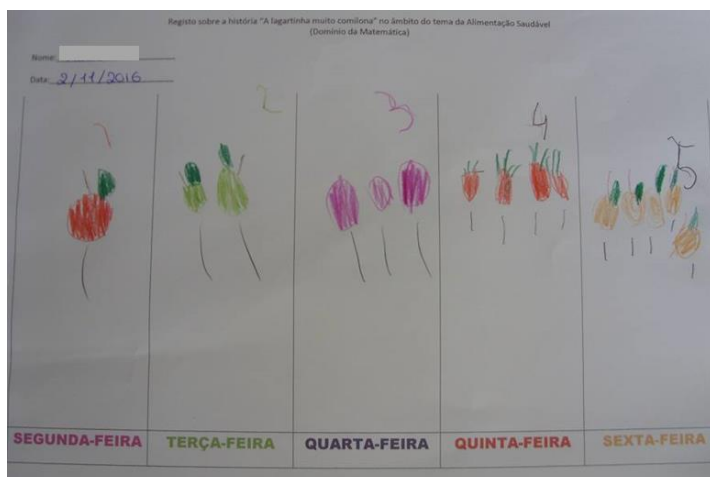 Registo sobre a história "A lagartinha muito comilona" no âmbito do tema da Alimentação Saudável
(Domínio da Matemática)
Nome:
Data: 2/11/2016
1 2 3 4 5
SEGUNDA-FEIRA TERÇA-FEIRA QUARTA-FEIRA QUINTA-FEIRA SEXTA-FEIRA